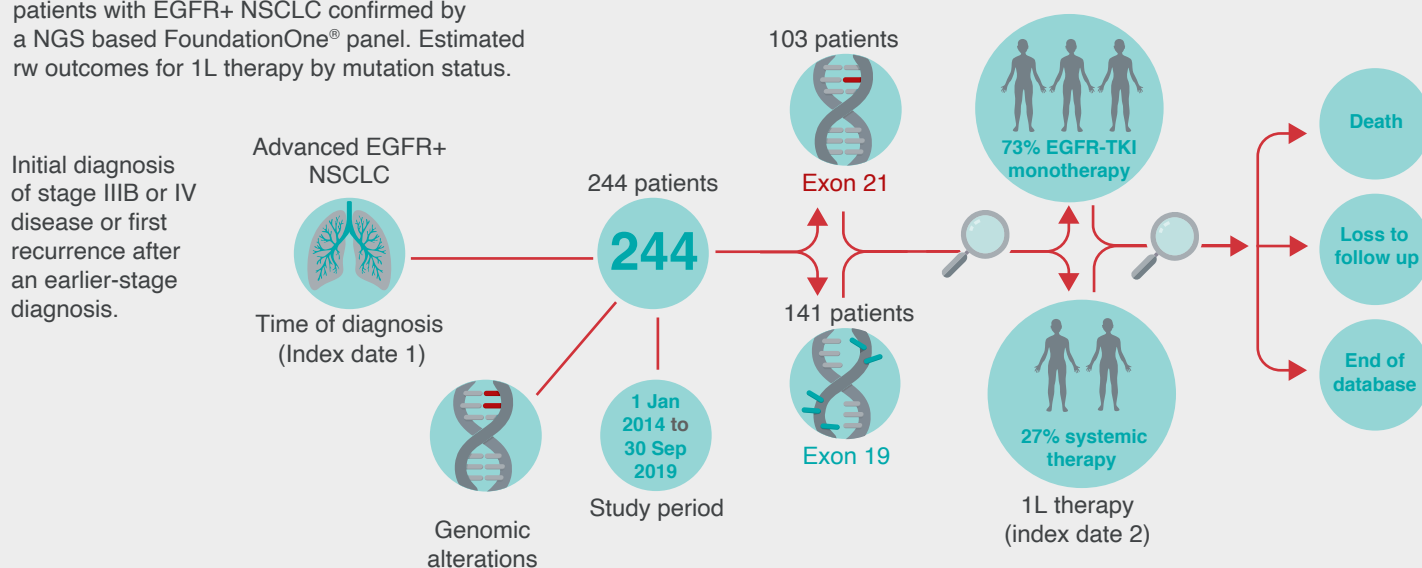 patients with EGFR+ NSCLC confirmed by
a NGS based FoundationOne® panel. Estimated
rw outcomes for 1L therapy by mutation status.
Initial diagnosis
of stage IIIB or IV
disease or first
recurrence after
an earlier-stage
diagnosis.
Advanced EGFR+
NSCLC
Time of diagnosis
(Index date 1)
244 patients
244
Genomic
alterations
1 Jan
2014 to
30 Sep
2019
Study period
103 patients
Exon 21
141 patients
Exon 19
73% EGFR-TKI
monotherapy
27% systemic
therapy
1L therapy
(index date 2)
Death
Loss to
follow up
End of
database